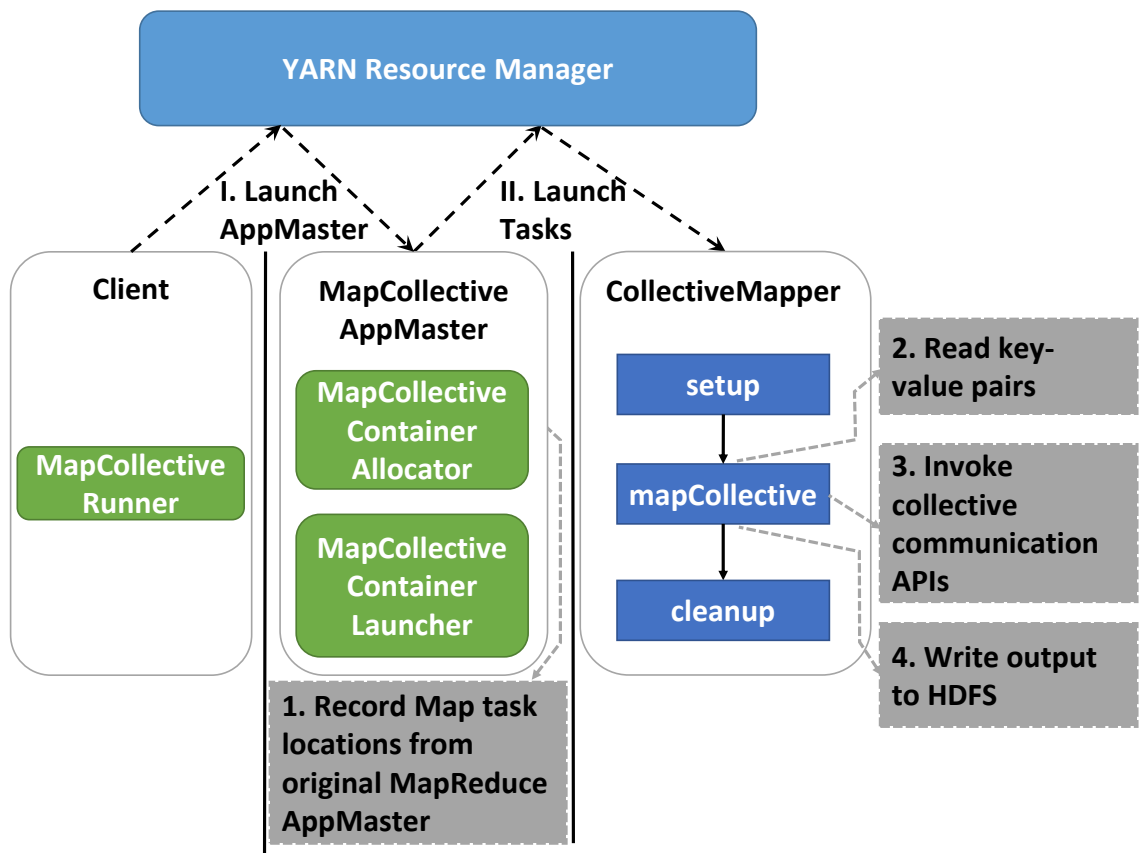 YARN Resource Manager
I. Launch
AppMaster
II. Launch
Tasks
Client
MapCollective
Runner
MapCollective
AppMaster
MapCollective
Container
Allocator
MapCollective
Container
Launcher
1. Record Map task
locations from
original MapReduce
AppMaster
CollectiveMapper
setup
mapCollective
cleanup
2. Read key-
value pairs
3. Invoke
collective
communication
APIs
4. Write output
to HDFS